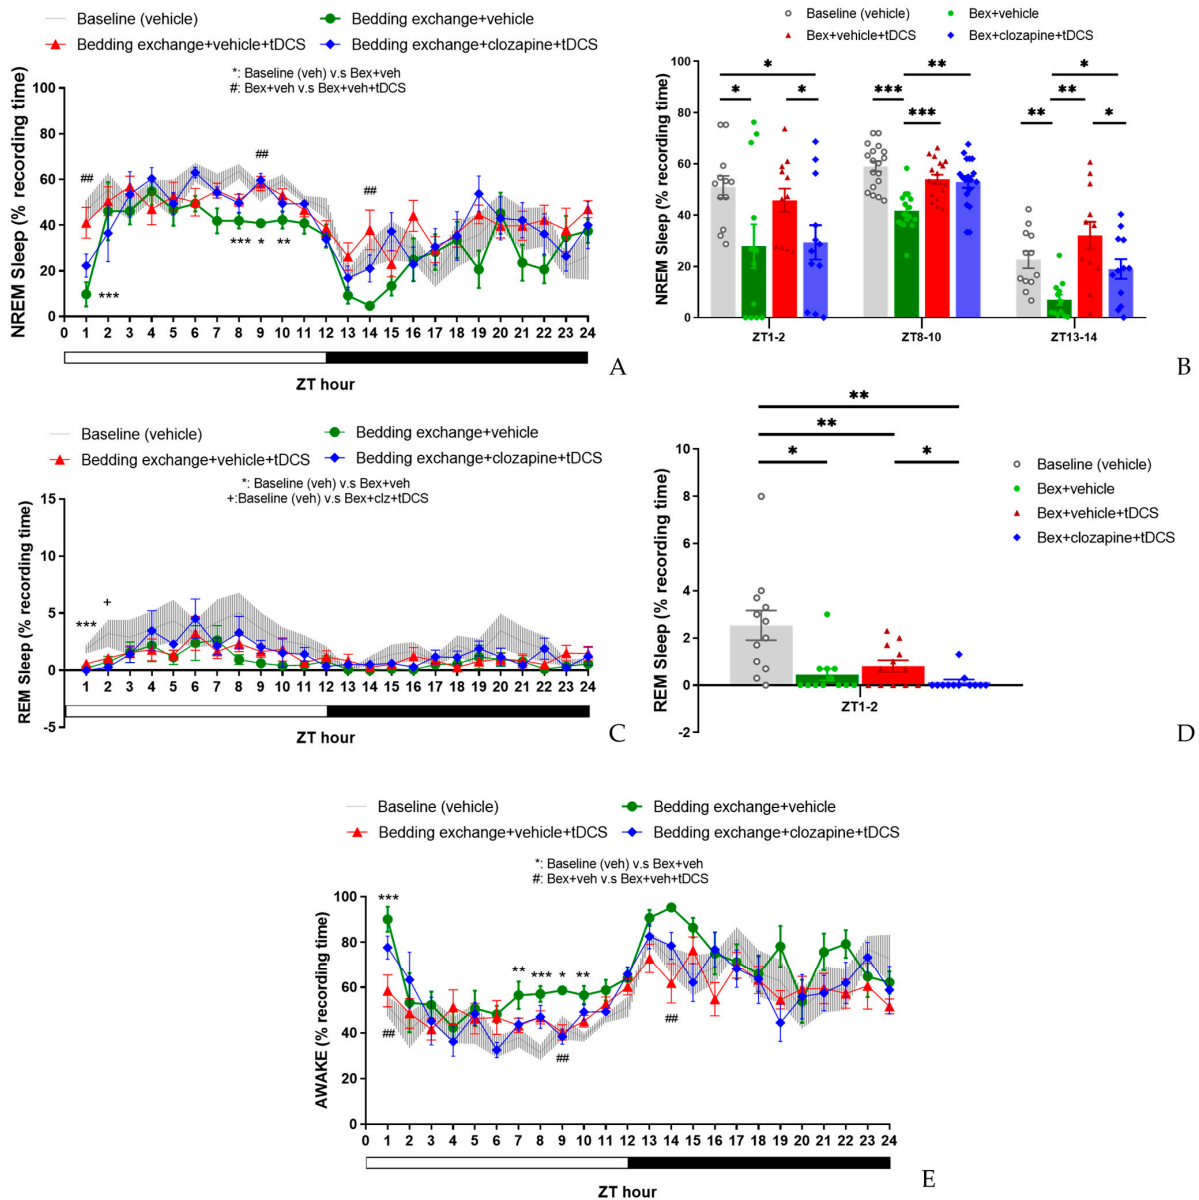 Baseline (vehicle) Bedding exchange+vehicle
Bedding exchange+vehicle+tDCS Bedding exchange+clozapine+tDCS
*: Baseline (veh) v.s Bex+veh
#: Bex+veh v.s Bex+veh+tDCS
NREM Sleep (% recording time)
100
80
60
40
20
0
## ## ##
*** *** * **
0 1 2 3 4 5 6 7 8 9 10 11 12 13 14 15 16 17 18 19 20 21 22 23 24
ZT hour
A
Baseline (vehicle) Bex+vehicle
Bex+vehicle+tDCS Bex+clozapine+tDCS
NREM Sleep (% recording time)
100
80
60
40
20
0
* ** *
* * *** *** ** ** *
ZT1-2 ZT8-10 ZT13-14
B
Baseline (vehicle) Bedding exchange+vehicle
Bedding exchange+vehicle+tDCS Bedding exchange+clozapine+tDCS
*: Baseline (veh) v.s Bex+veh
+:Baseline (veh) v.s Bex+clz+tDCS
REM Sleep (% recording time)
15
10
5
0
-5
*** +
1 2 3 4 5 6 7 8 9 10 11 12 13 14 15 16 17 18 19 20 21 22 23 24
ZT hour
C
**
**
* *
REM Sleep (% recording time)
10
8
6
4
2
0
-2
ZT1-2
Baseline (vehicle)
Bex+vehicle
Bex+vehicle+tDCS
Bex+clozapine+tDCS
D
Baseline (vehicle) Bedding exchange+vehicle
Bedding exchange+vehicle+tDCS Bedding exchange+clozapine+tDCS
*: Baseline (veh) v.s Bex+veh
#: Bex+veh v.s Bex+veh+tDCS
AWAKE (% recording time)
100
80
60
40
20
0
*** ** *** * **
## ## ##
0 1 2 3 4 5 6 7 8 9 10 11 12 13 14 15 16 17 18 19 20 21 22 23 24
ZT hour
E